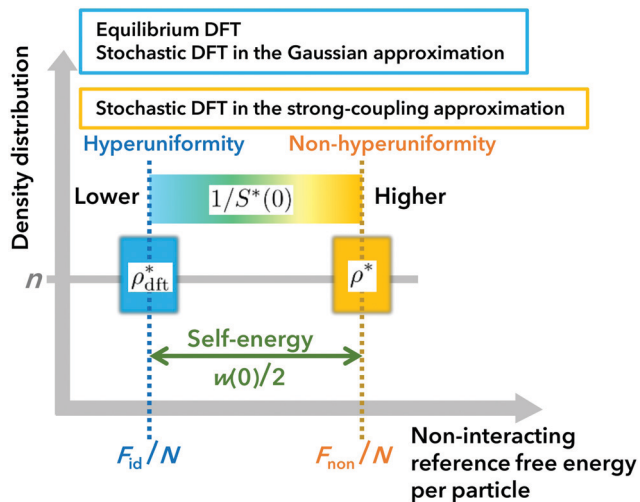 Equilibrium DFT
Stochastic DFT in the Gaussian approximation
Stochastic DFT in the strong-coupling approximation
Density distribution
Hyperuniformity
Non-hyperuniformity
Lower
1/S*(0)
Higher
n
ρ*dft
ρ*
Self-energy
w(0)/2
Fid/N
Fnon/N
Non-interacting
reference free energy
per particle